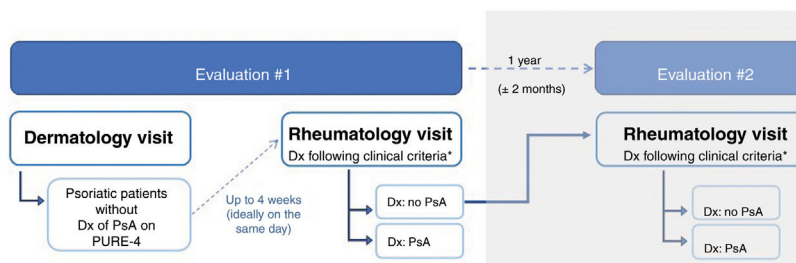 Evaluation #1
1 year
(± 2 months)
Evaluation #2
Dermatology visit
Psoriatic patients
without
Dx of PsA on
PURE-4
Up to 4 weeks
(ideally on the
same day)
Rheumatology visit
Dx following clinical criteria*
Dx: no PsA
Dx: PsA
Rheumatology visit
Dx following clinical criteria*
Dx: no PsA
Dx: PsA